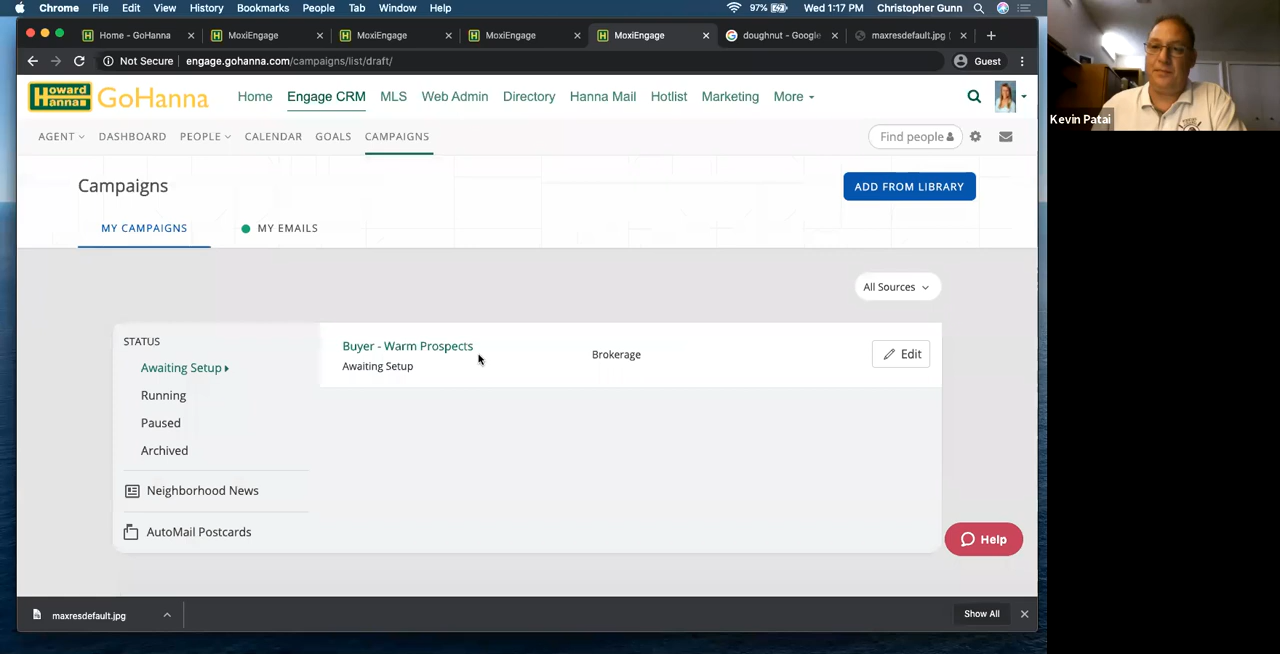 Chrome File Edit View History Bookmarks People Tab Window Help 97% Wed 1:17 PM Christopher Gunn
Home - GoHanna MoxiEngage MoxiEngage MoxiEngage MoxiEngage doughnut - Google maxresdefault.jpg (
Not Secure engage.gohanna.com/campaigns/list/draft/ Guest
Howard Hanna GoHanna Home Engage CRM MLS Web Admin Directory Hanna Mail Hotlist Marketing More
Kevin Patai
AGENT DASHBOARD PEOPLE CALENDAR GOALS CAMPAIGNS Find people
Campaigns ADD FROM LIBRARY
MY CAMPAIGNS MY EMAILS
All Sources
STATUS
Awaiting Setup
Running
Paused
Archived
Neighborhood News
AutoMail Postcards
Buyer - Warm Prospects
Awaiting Setup
Brokerage
Edit
Help
maxresdefault.jpg Show All